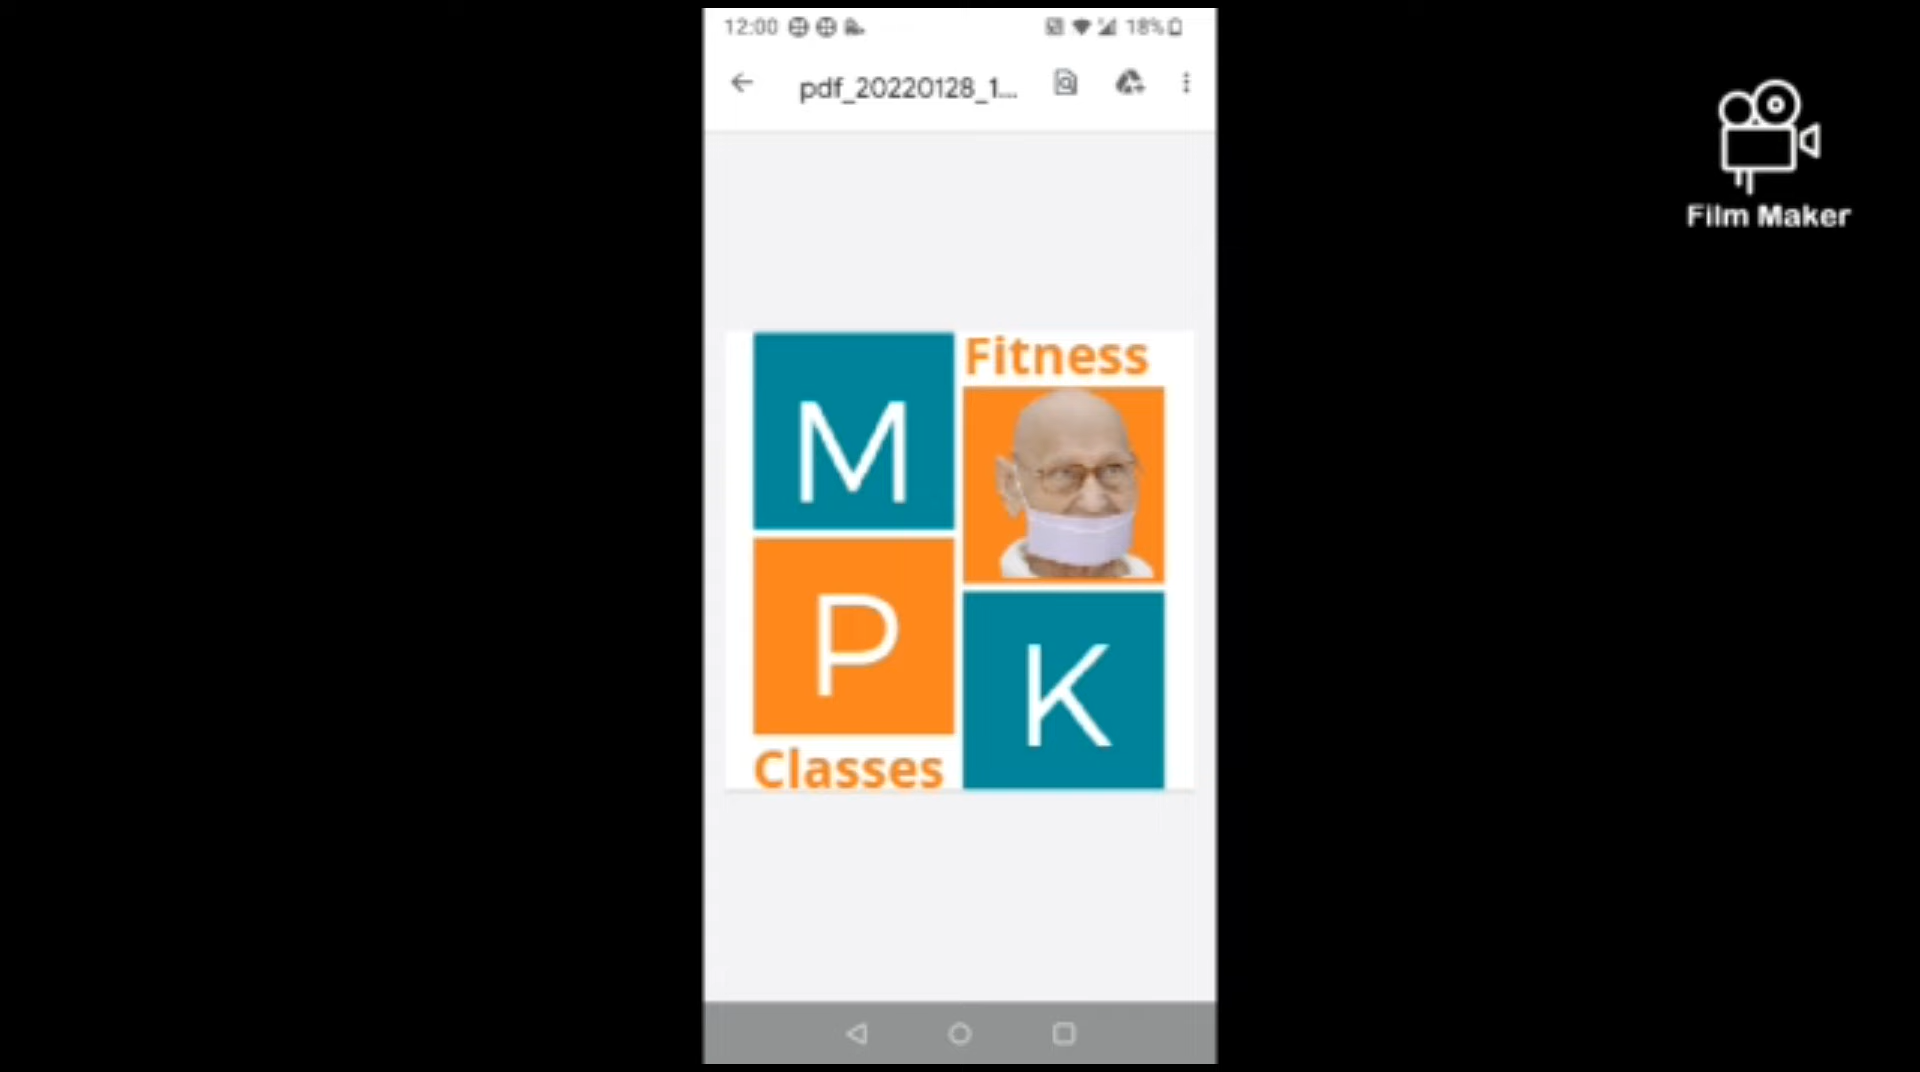 12:00
18%
pdf_20220128_1...
Film Maker
M
Fitness
P
K
Classes